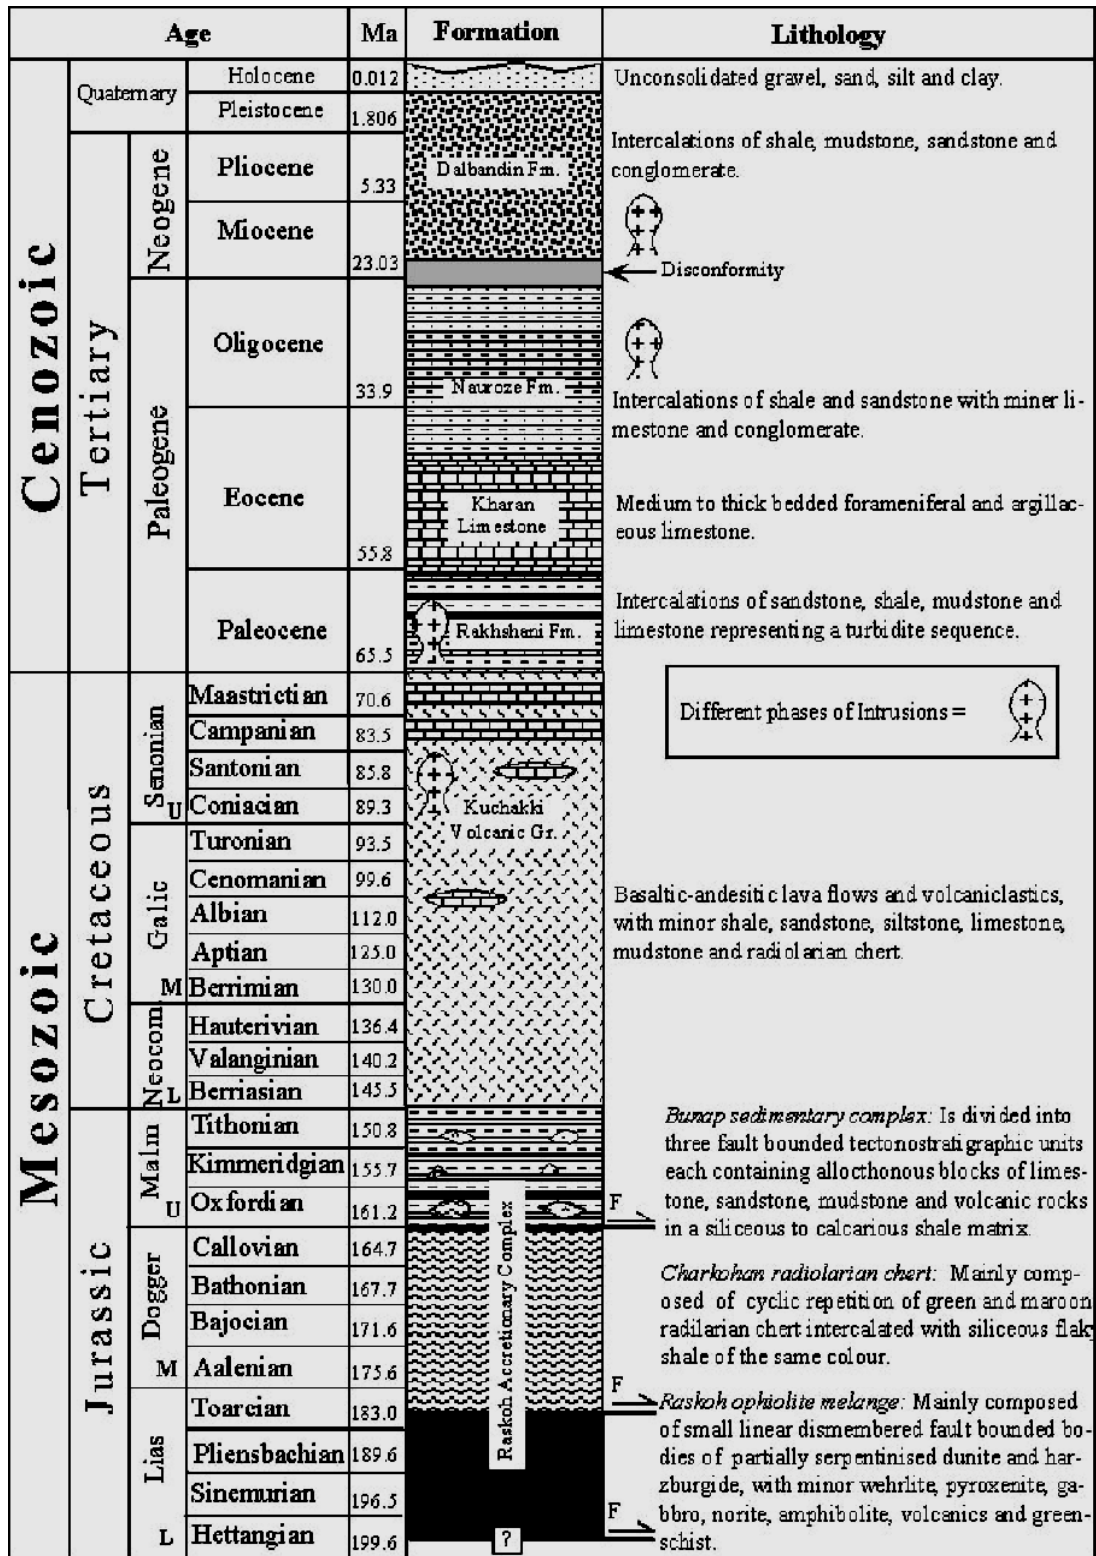 Age Ma Formation Lithology
Cenozoic
Tertiary
Quaternary
Holocene 0.012
Unconsolidated gravel, sand, silt and clay.
Pleistocene 1.806
Neogene
Pliocene 5.33
Dalbandin Fm.
Intercalations of shale, mudstone, sandstone and
conglomerate.
Miocene 23.03
Disconformity
Paleogene
Oligocene 33.9
Nauroze Fm.
Intercalations of shale and sandstone with miner li-
mestone and conglomerate.
Eocene 55.8
Kharan
Limestone
Medium to thick bedded forameniferal and argillac-
eous limestone.
Paleocene 65.5
Rakhshani Fm.
Intercalations of sandstone, shale, mudstone and
limestone representing a turbidite sequence.
Different phases of Intrusions =
Mesozoic
Cretaceous
Senonian
U
Maastrictian 70.6
Campanian 83.5
Santonian 85.8
Coniacian 89.3
Kuchakki
Volcanic Gr.
Galic
M
Turonian 93.5
Cenomanian 99.6
Albian 112.0
Aptian 125.0
Berrimian 130.0
Basaltic-andesitic lava flows and volcaniclastics,
with minor shale, sandstone, siltstone, limestone,
mudstone and radiolarian chert.
Neocom
L
Hauterivian 136.4
Valanginian 140.2
Berriasian 145.5
Jurassic
Malm
U
Tithonian 150.8
Kimmeridgian 155.7
Oxfordian 161.2
Raskoh Accretionary Complex
Bunap sedimentary complex: Is divided into
three fault bounded tectonostratigraphic units
each containing allocthonous blocks of limes-
tone, sandstone, mudstone and volcanic rocks
in a siliceous to calcarious shale matrix.
F
Dogger
M
Callovian 164.7
Bathonian 167.7
Bajocian 171.6
Aalenian 175.6
Charkohan radiolarian chert: Mainly comp-
osed of cyclic repetition of green and maroon
radilarian chert intercalated with siliceous flaky
shale of the same colour.
F
Lias
L
Toarcian 183.0
Pliensbachian 189.6
Sinemurian 196.5
Hettangian 199.6
?
Raskoh ophiolite melange: Mainly composed
of small linear dismembered fault bounded bo-
dies of partially serpentinised dunite and har-
zburgide, with minor wehrlite, pyroxenite, ga-
bbro, norite, amphibolite, volcanics and green-
schist.
F